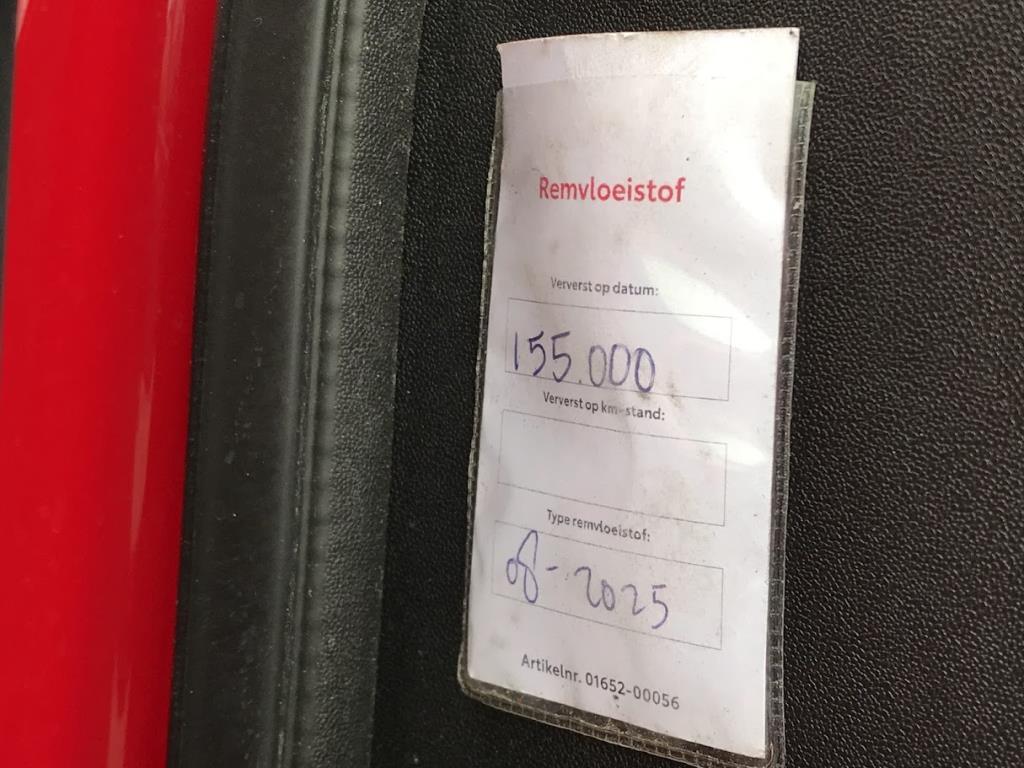 Remvloeistof
Ververst op datum:
155.000
Ververst op km-stand:
Type remvloeistof:
08-2025
Artikelnr. 01652-00056